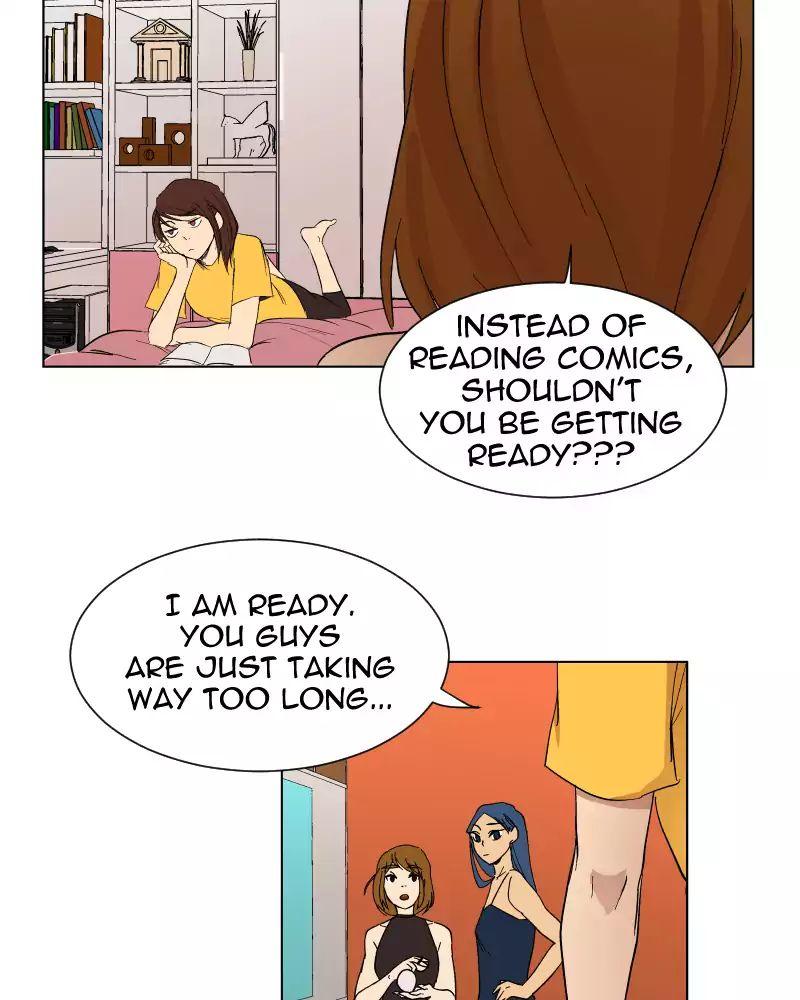 INSTEAD OF
READING COMICS,
SHOULDN'T
YOU BE GETTING
READY???
I AM READY.
YOU GUYS
ARE JUST TAKING
WAY TOO LONG...